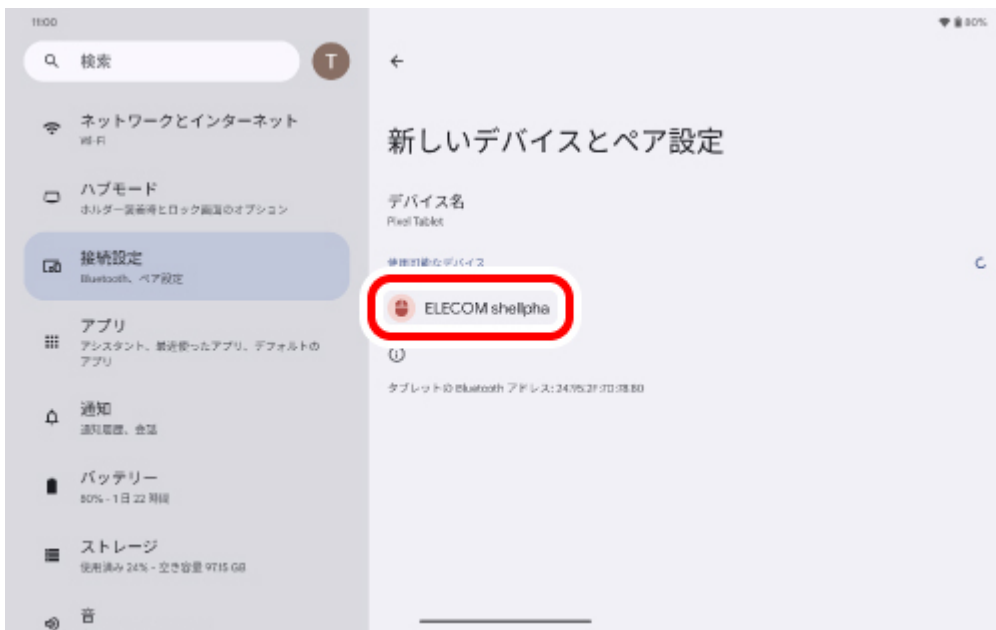 11:00
80%
検索
T
ネットワークとインターネット
Wi-Fi
ハブモード
ホルダー装着時とロック画面のオプション
接続設定
Bluetooth、ペア設定
アプリ
アシスタント、最近使ったアプリ、デフォルトの
アプリ
通知
通知履歴、会話
バッテリー
80% - 1日 22 時間
ストレージ
使用済み 24% - 空き容量 97.15 GB
音
新しいデバイスとペア設定
デバイス名
Pixel Tablet
使用可能なデバイス
ELECOM shellpha
タブレットの Bluetooth アドレス: